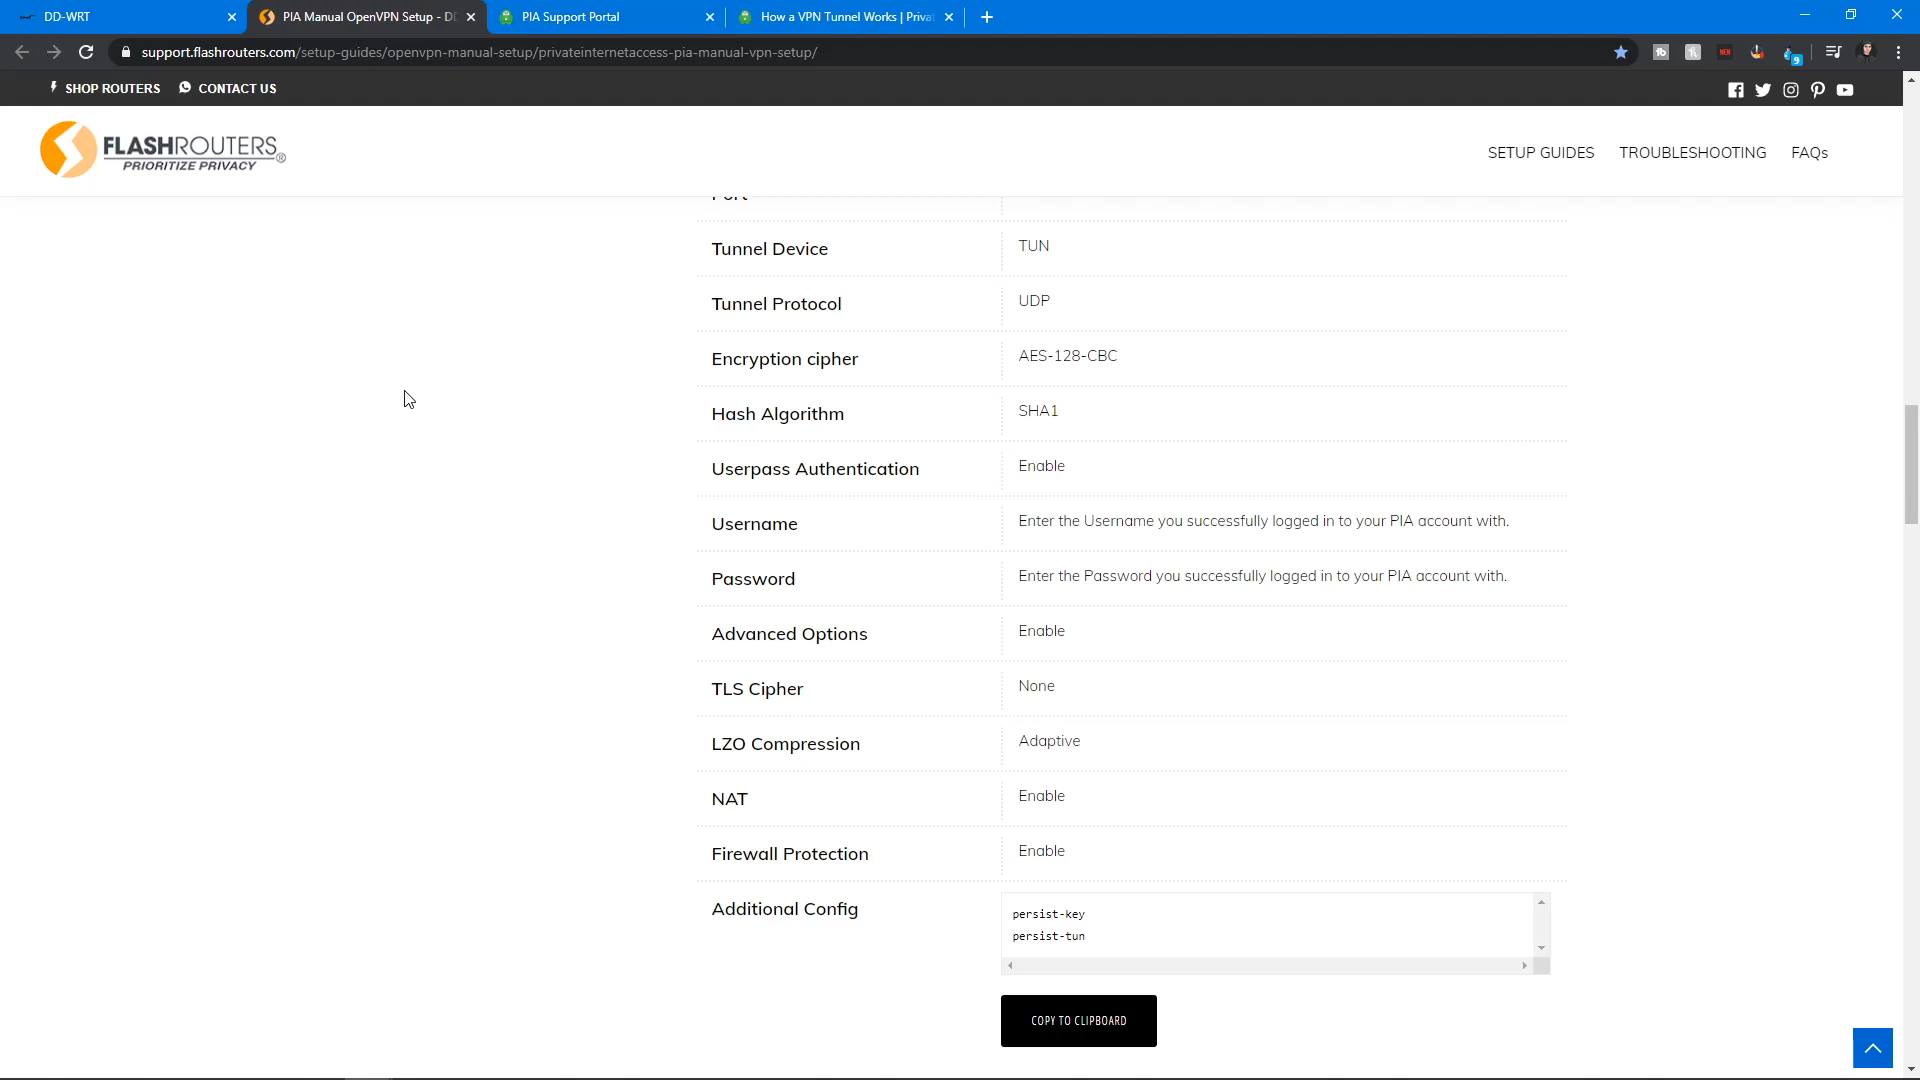 DD-WRT
PIA Manual OpenVPN Setup - DD
PIA Support Portal
How a VPN Tunnel Works | Priva
support.flashrouters.com/setup-guides/openvpn-manual-setup/privateinternetaccess-pia-manual-vpn-setup/
9
SHOP ROUTERS
CONTACT US
FLASHROUTERS®
PRIORITIZE PRIVACY
SETUP GUIDES
TROUBLESHOOTING
FAQs
Port
Tunnel Device
TUN
Tunnel Protocol
UDP
Encryption cipher
AES-128-CBC
Hash Algorithm
SHA1
Userpass Authentication
Enable
Username
Enter the Username you successfully logged in to your PIA account with.
Password
Enter the Password you successfully logged in to your PIA account with.
Advanced Options
Enable
TLS Cipher
None
LZO Compression
Adaptive
NAT
Enable
Firewall Protection
Enable
Additional Config
persist-key
persist-tun
COPY TO CLIPBOARD